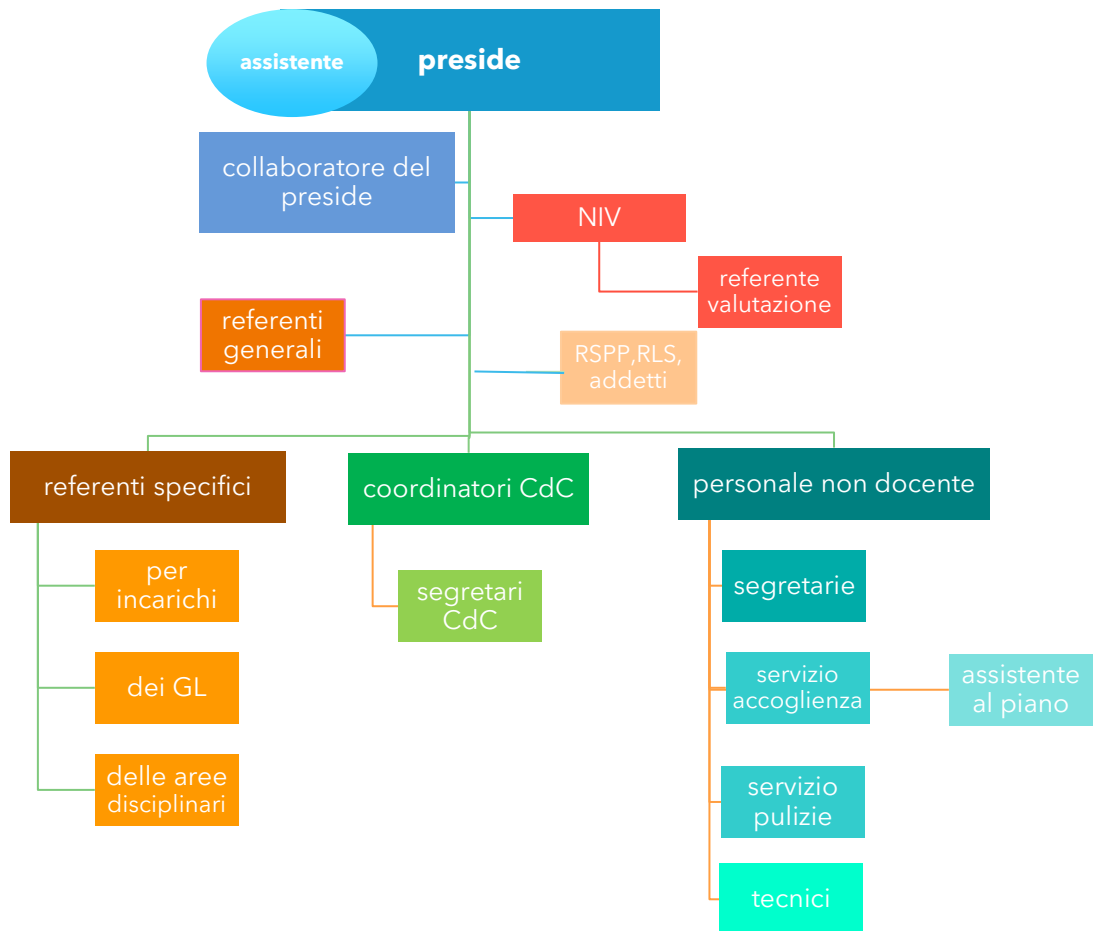 assistente
preside
collaboratore del
preside
NIV
referente
valutazione
referenti
generali
RSPP,RLS,
addetti
referenti specifici
coordinatori CdC
personale non docente
per
incarichi
segretari
CdC
segretarie
dei GL
servizio
accoglienza
assistente
al piano
delle aree
disciplinari
servizio
pulizie
tecnici